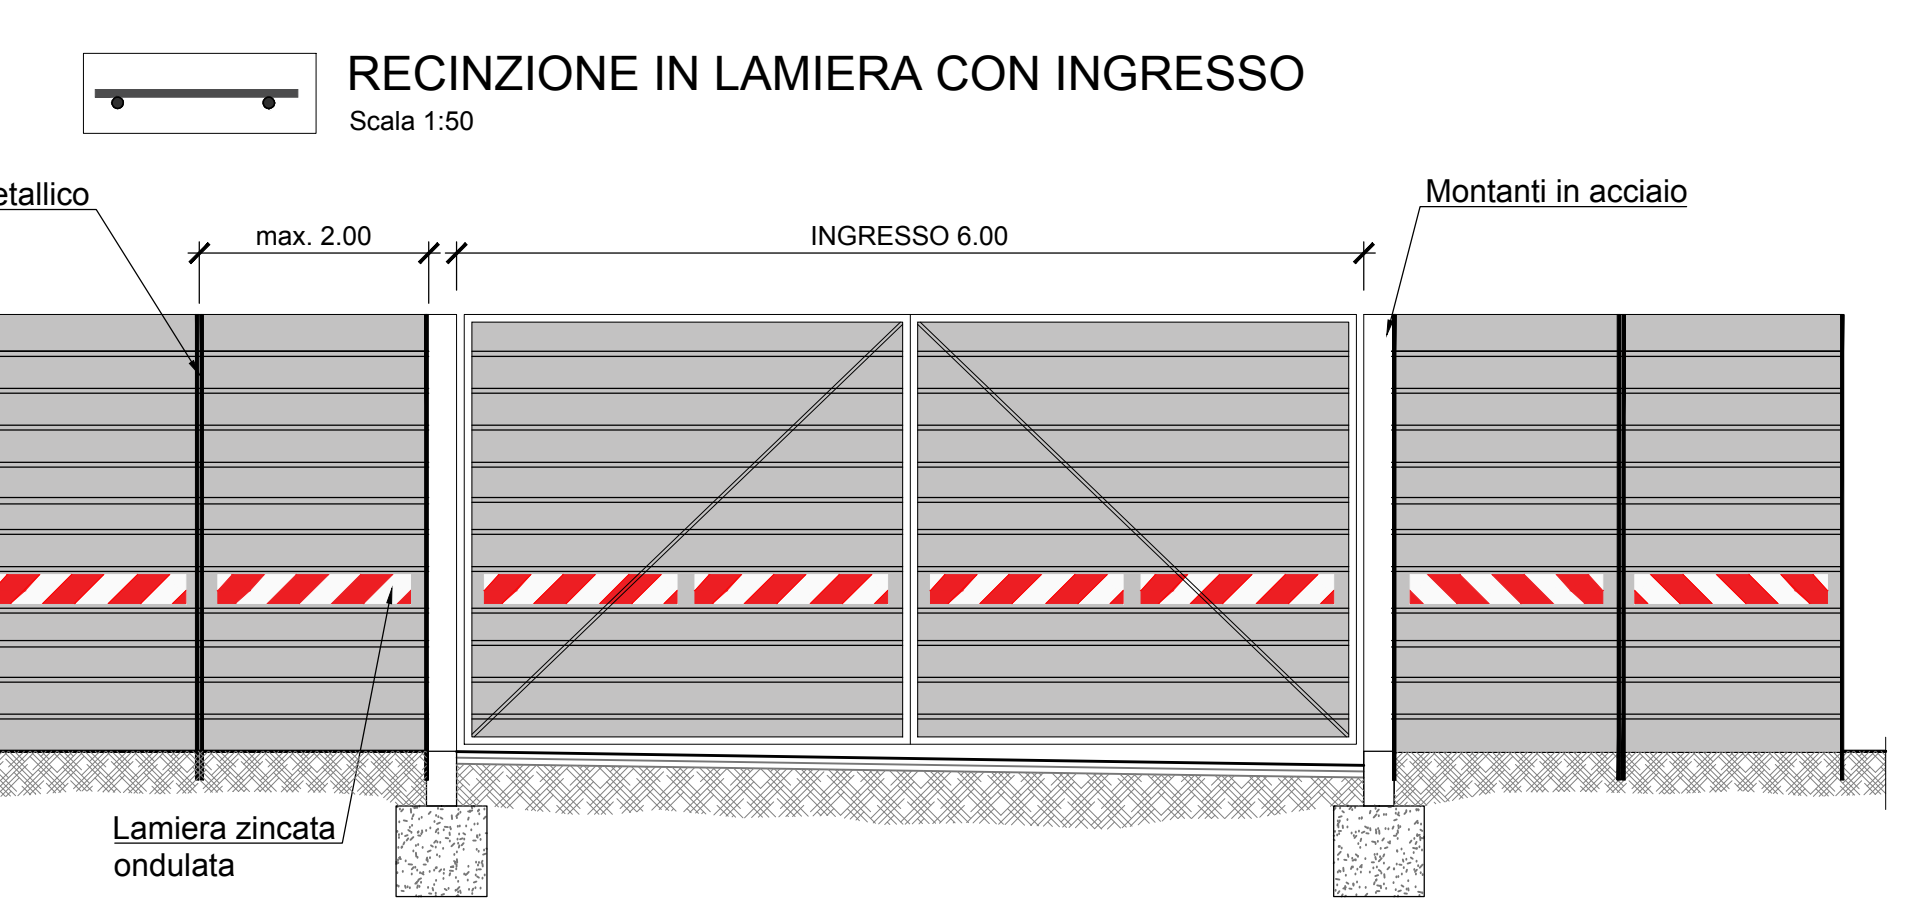 RECINZIONE IN LAMIERA CON INGRESSO
Scala 1:50
etallico
Montanti in acciaio
max. 2.00
INGRESSO 6.00
Lamiera zincata
ondulata